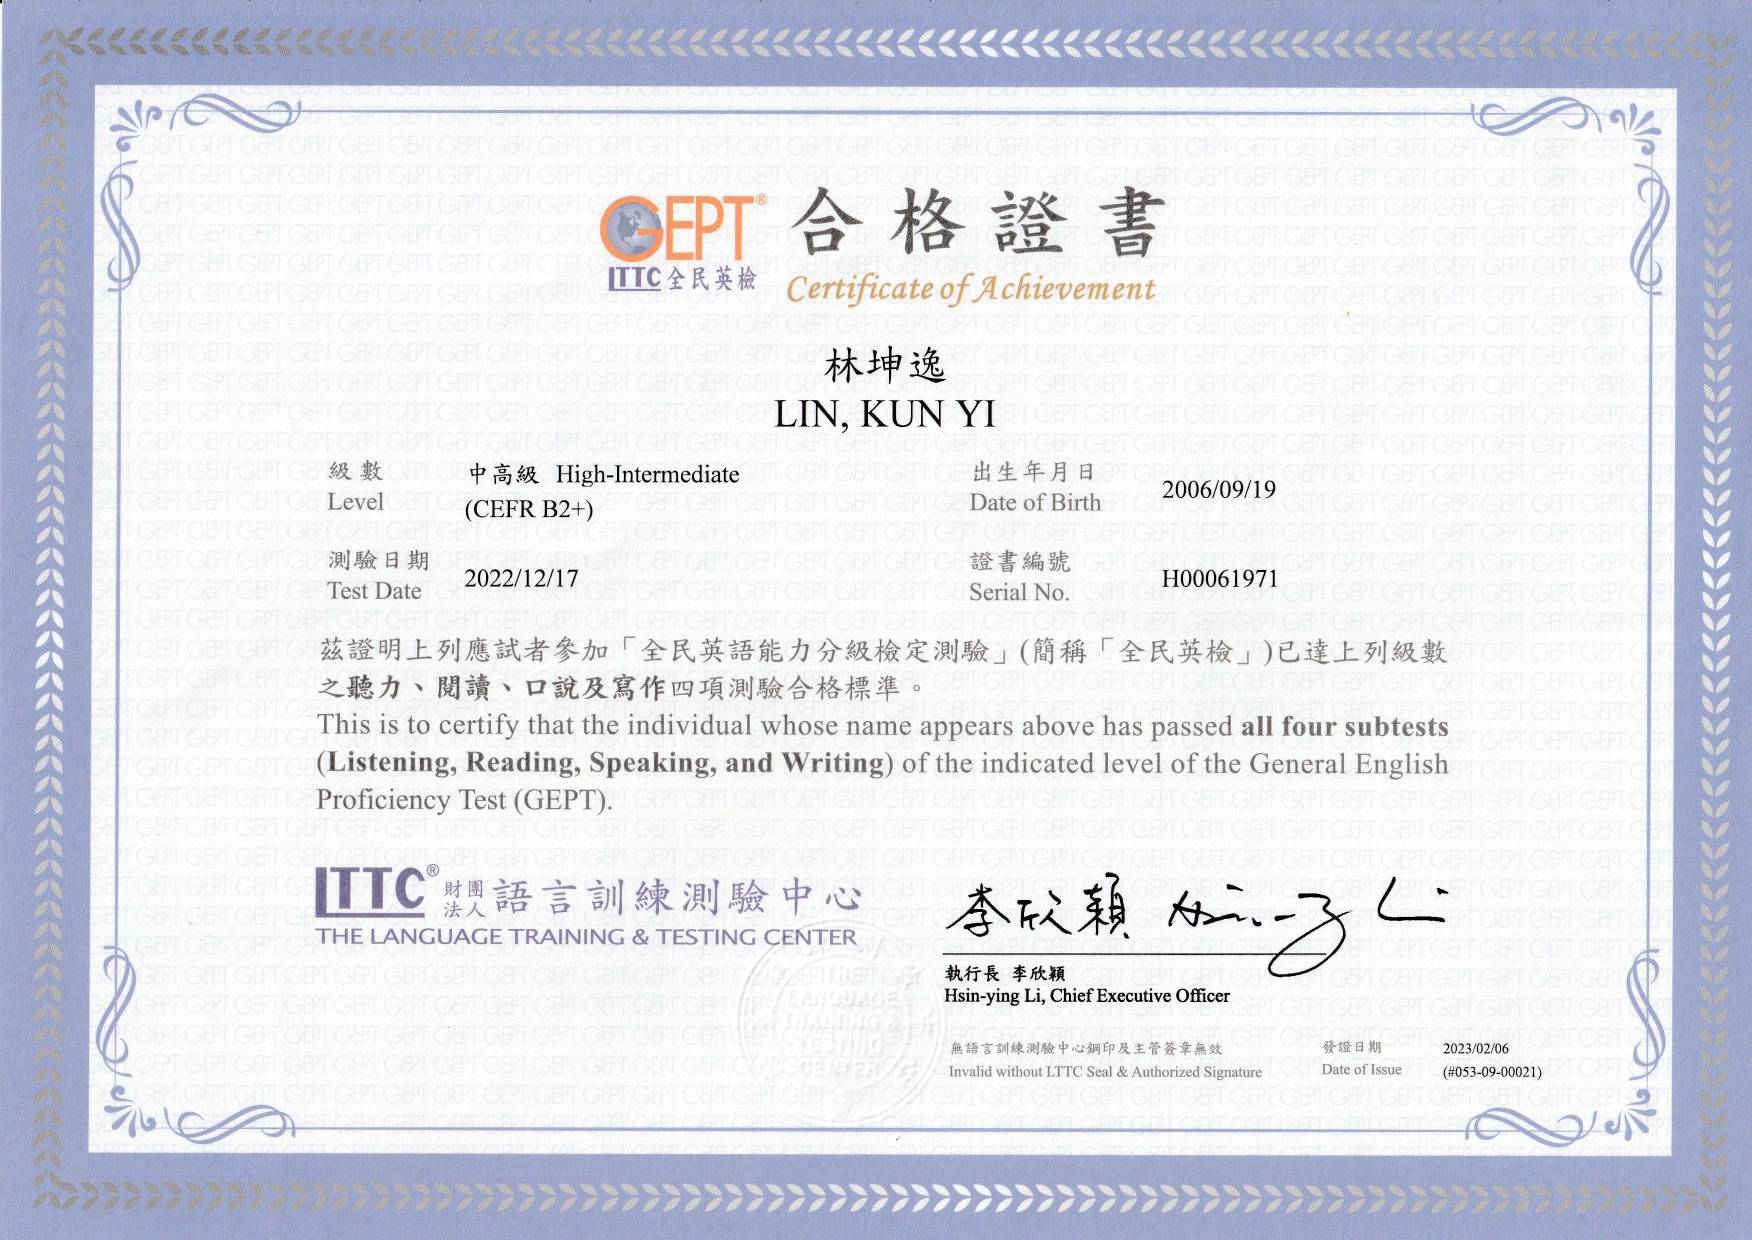 GEPT® 合格證書
LTTC 全民英檢
Certificate of Achievement
林坤逸
LIN, KUN YI
級數 中高級 High-Intermediate
Level (CEFR B2+)
出生年月日
Date of Birth 2006/09/19
測驗日期
Test Date 2022/12/17
證書編號
Serial No. H00061971
茲證明上列應試者參加「全民英語能力分級檢定測驗」(簡稱「全民英檢」)已達上列級數
之聽力、閱讀、口說及寫作四項測驗合格標準。
This is to certify that the individual whose name appears above has passed all four subtests
(Listening, Reading, Speaking, and Writing) of the indicated level of the General English
Proficiency Test (GEPT).
LTTC® 財團法人 語言訓練測驗中心
THE LANGUAGE TRAINING & TESTING CENTER
李欣穎
執行長 李欣穎
Hsin-ying Li, Chief Executive Officer
無語言訓練測驗中心鋼印及主管簽章無效
Invalid without LTTC Seal & Authorized Signature
發證日期 2023/02/06
Date of Issue (#053-09-00021)